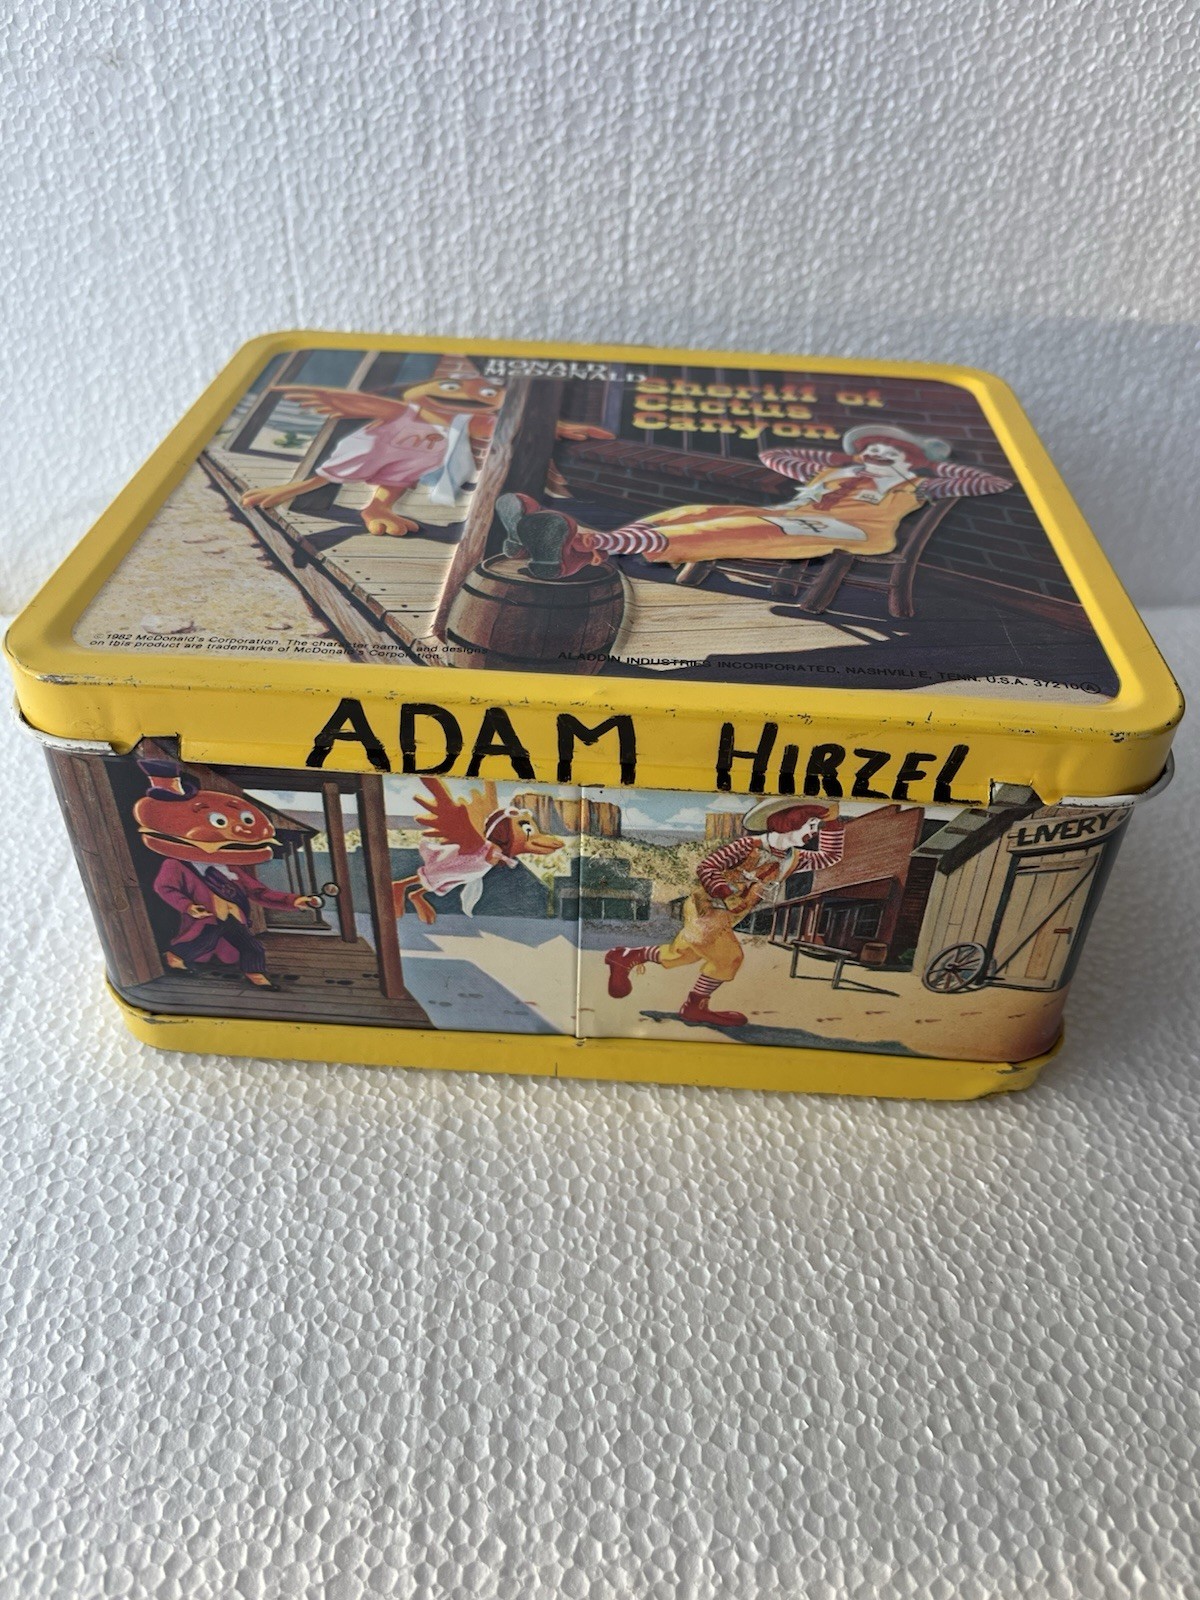 RONALD
McDONALD
Sheriff of
Cactus
Canyon
© 1982 McDonald's Corporation. The character names and designs
on this product are trademarks of McDonald's Corporation.
ALADDIN INDUSTRIES INCORPORATED, NASHVILLE, TENN. U.S.A. 37210 Ⓐ
ADAM HIRZEL
LIVERY